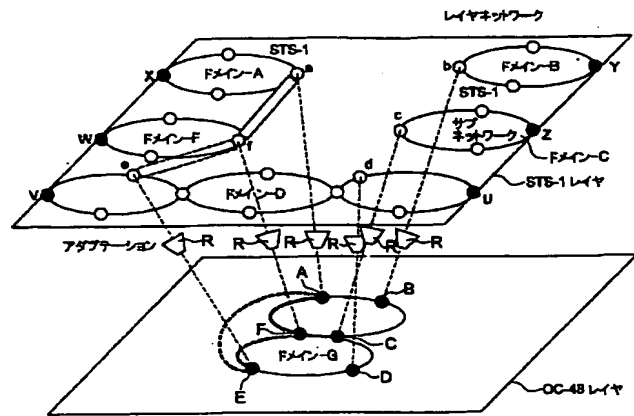 レイヤネットワーク
STS-1
X
ドメイン-A
a
b
ドメイン-B
Y
STS-1
W
ドメイン-F
f
c
サブ
ネットワーク
Z
ドメイン-C
e
d
V
ドメイン-D
U
STS-1 レイヤ
アダプテーション
R
R
R
R
R
R
A
B
F
C
ドメイン-G
E
D
OC-48 レイヤ